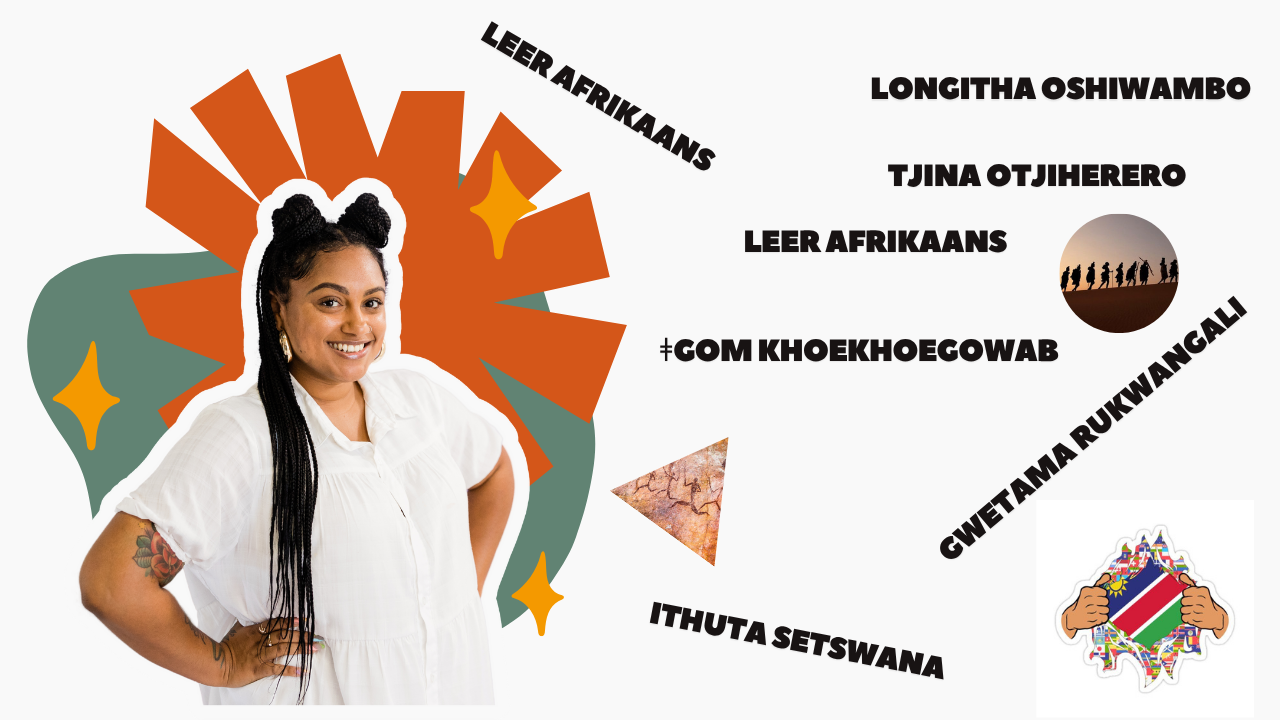 LEER AFRIKAANS
LONGITHA OSHIWAMBO
TJINA OTJIHERERO
LEER AFRIKAANS
ǂGOM KHOEKHOEGOWAB
GWETAMA RUKWANGALI
ITHUTA SETSWANA